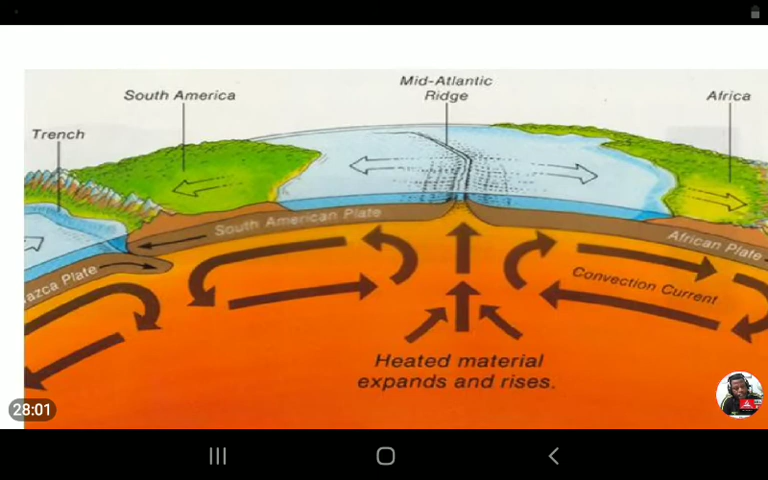 Mid-Atlantic
Ridge
South America
Africa
Trench
South American Plate
African Plate
azca Plate
Convection Current
Heated material
expands and rises.
28:01